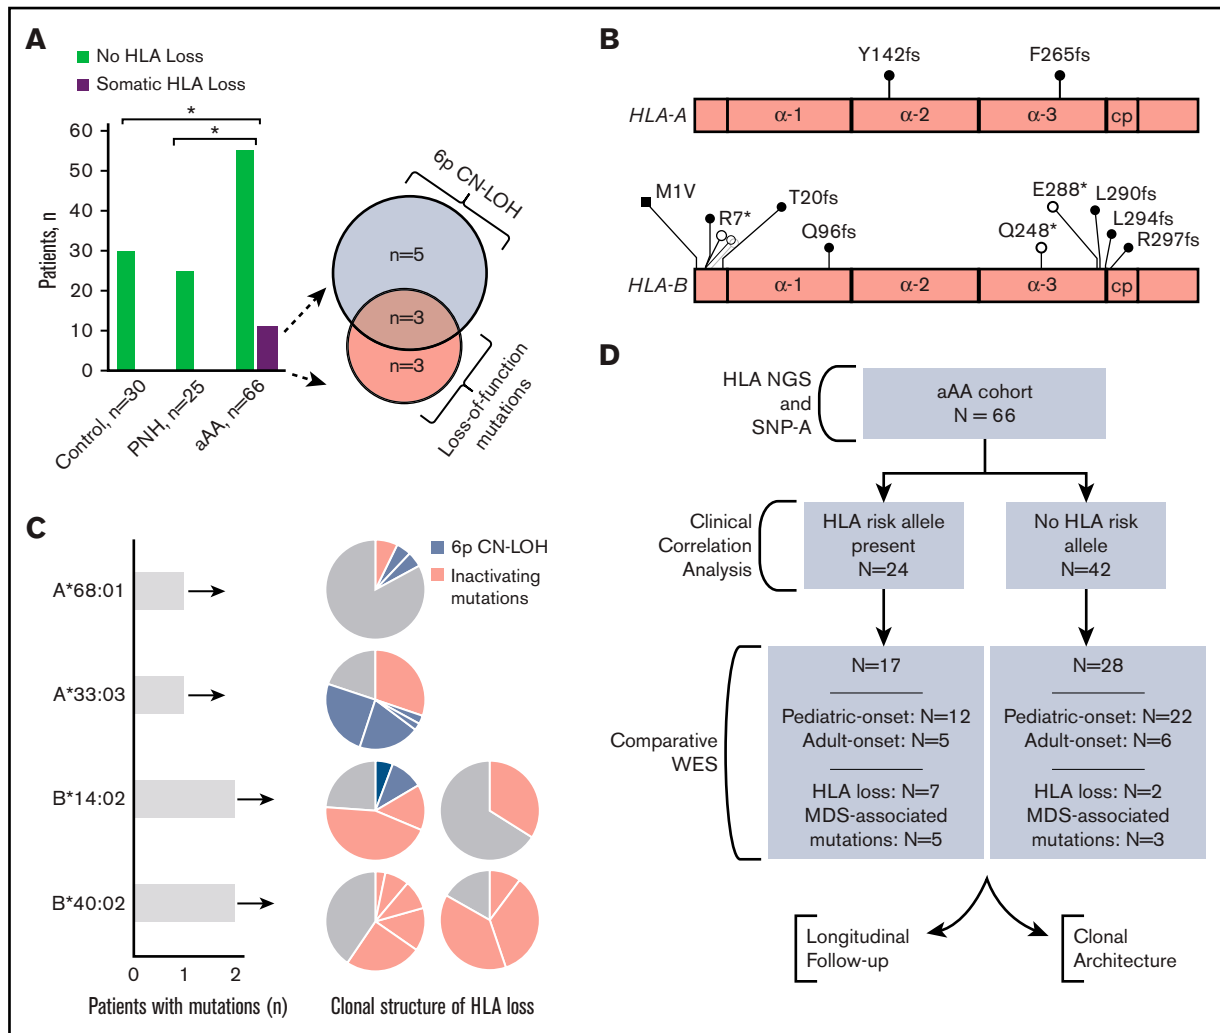 A
No HLA Loss
Somatic HLA Loss
*
*
Patients, n
60
50
40
30
20
10
0
Control, n=30
PNH, n=25
aAA, n=66
6p CN-LOH
n=5
n=3
n=3
Loss-of-function
mutations
B
Y142fs
F265fs
HLA-A
α-1
α-2
α-3
cp
M1V
R7*
T20fs
Q96fs
Q248*
E288*
L290fs
L294fs
R297fs
HLA-B
α-1
α-2
α-3
cp
C
6p CN-LOH
Inactivating
mutations
A*68:01
A*33:03
B*14:02
B*40:02
0
1
2
Patients with mutations (n)
Clonal structure of HLA loss
D
HLA NGS
and
SNP-A
aAA cohort
N = 66
Clinical
Correlation
Analysis
HLA risk allele
present
N=24
No HLA risk
allele
N=42
Comparative
WES
N=17
Pediatric-onset: N=12
Adult-onset: N=5
HLA loss: N=7
MDS-associated
mutations: N=5
N=28
Pediatric-onset: N=22
Adult-onset: N=6
HLA loss: N=2
MDS-associated
mutations: N=3
Longitudinal
Follow-up
Clonal
Architecture